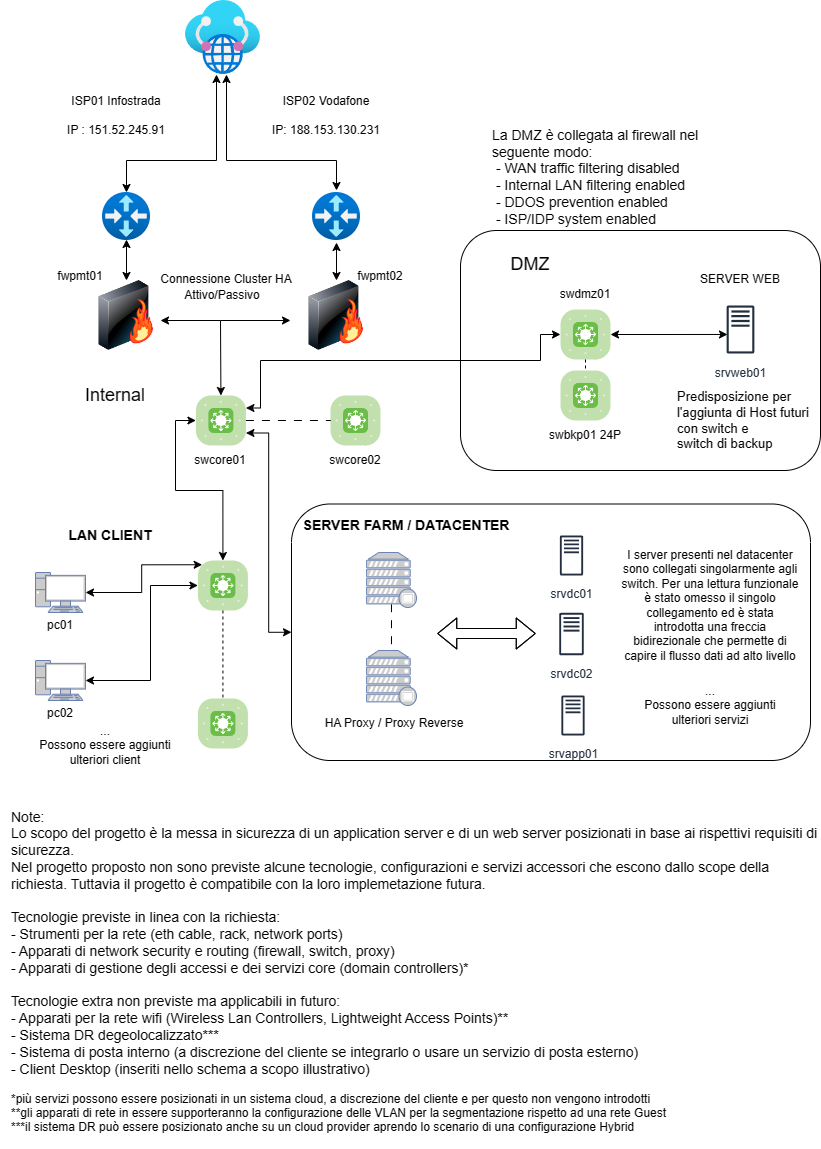 ISP01 Infostrada
IP : 151.52.245.91
ISP02 Vodafone
IP: 188.153.130.231
La DMZ è collegata al firewall nel
seguente modo:
- WAN traffic filtering disabled
- Internal LAN filtering enabled
- DDOS prevention enabled
- ISP/IDP system enabled
fwpmt01
Connessione Cluster HA
Attivo/Passivo
fwpmt02
DMZ
SERVER WEB
swdmz01
srvweb01
swbkp01 24P
Predisposizione per
l'aggiunta di Host futuri
con switch e
switch di backup
Internal
swcore01
swcore02
LAN CLIENT
pc01
pc02
...
Possono essere aggiunti
ulteriori client
SERVER FARM / DATACENTER
HA Proxy / Proxy Reverse
srvdc01
srvdc02
srvapp01
I server presenti nel datacenter
sono collegati singolarmente agli
switch. Per una lettura funzionale
è stato omesso il singolo
collegamento ed è stata
introdotta una freccia
bidirezionale che permette di
capire il flusso dati ad alto livello
...
Possono essere aggiunti
ulteriori servizi
Note:
Lo scopo del progetto è la messa in sicurezza di un application server e di un web server posizionati in base ai rispettivi requisiti di
sicurezza.
Nel progetto proposto non sono previste alcune tecnologie, configurazioni e servizi accessori che escono dallo scope della
richiesta. Tuttavia il progetto è compatibile con la loro implemetazione futura.
Tecnologie previste in linea con la richiesta:
- Strumenti per la rete (eth cable, rack, network ports)
- Apparati di network security e routing (firewall, switch, proxy)
- Apparati di gestione degli accessi e dei servizi core (domain controllers)*
Tecnologie extra non previste ma applicabili in futuro:
- Apparati per la rete wifi (Wireless Lan Controllers, Lightweight Access Points)**
- Sistema DR degeolocalizzato***
- Sistema di posta interno (a discrezione del cliente se integrarlo o usare un servizio di posta esterno)
- Client Desktop (inseriti nello schema a scopo illustrativo)
*più servizi possono essere posizionati in un sistema cloud, a discrezione del cliente e per questo non vengono introdotti
**gli apparati di rete in essere supporteranno la configurazione delle VLAN per la segmentazione rispetto ad una rete Guest
***il sistema DR può essere posizionato anche su un cloud provider aprendo lo scenario di una configurazione Hybrid